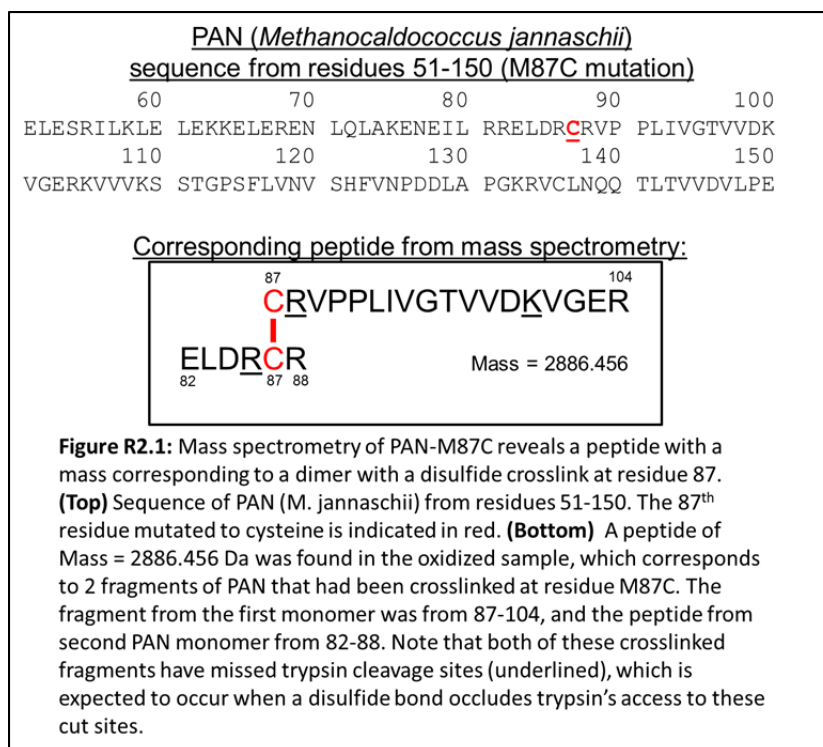 PAN (Methanocaldococcus jannaschii)
sequence from residues 51-150 (M87C mutation)
60 70 80 90 100
ELESRILKLE LEKKELEREN LQLAKENEIL RRELDRCRVP PLIVGTVVDK
110 120 130 140 150
VGERKVVVKS STGPSFLVNV SHFVNPDDLA PGKRVCLNQQ TLTVVDVLPE
Corresponding peptide from mass spectrometry:
87 104
CRVPPLIVGTVVDKVGER
ELDRCR Mass = 2886.456
82 87 88
Figure R2.1: Mass spectrometry of PAN-M87C reveals a peptide with a
mass corresponding to a dimer with a disulfide crosslink at residue 87.
(Top) Sequence of PAN (M. jannaschii) from residues 51-150. The 87th
residue mutated to cysteine is indicated in red. (Bottom) A peptide of
Mass = 2886.456 Da was found in the oxidized sample, which corresponds
to 2 fragments of PAN that had been crosslinked at residue M87C. The
fragment from the first monomer was from 87-104, and the peptide from
second PAN monomer from 82-88. Note that both of these crosslinked
fragments have missed trypsin cleavage sites (underlined), which is
expected to occur when a disulfide bond occludes trypsin's access to these
cut sites.